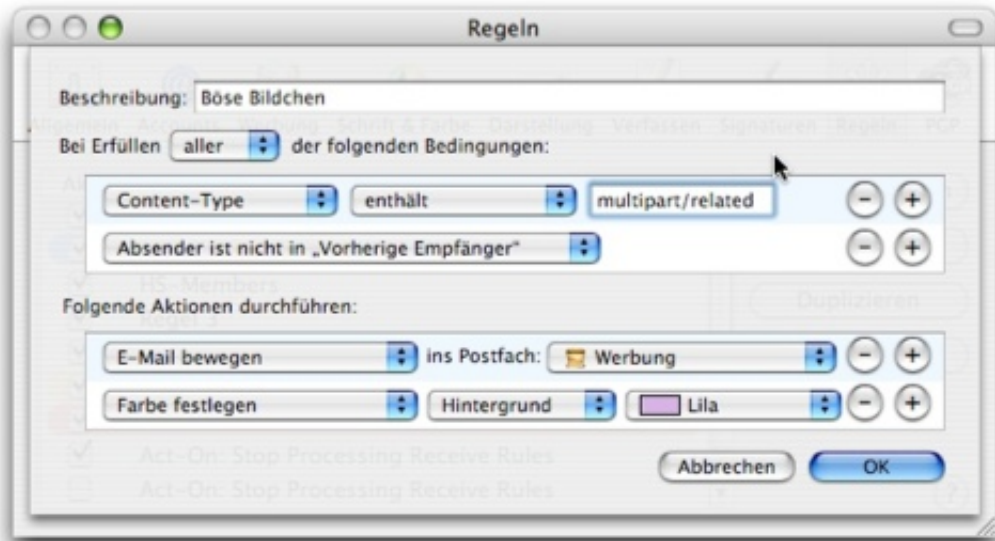 Regeln
Beschreibung: Böse Bildchen
Allgemein Accounts Werbung Schrift & Farbe Darstellung Verfassen Signaturen Regeln PGP
Bei Erfüllen aller der folgenden Bedingungen:
Content-Type enthält multipart/related
Absender ist nicht in „Vorherige Empfänger“
HS-Members
Duplizieren
Folgende Aktionen durchführen:
Regel 3
E-Mail bewegen ins Postfach: Werbung
Farbe festlegen Hintergrund Lila
Act-On: Stop Processing Receive Rules
Abbrechen OK
Act-On: Stop Processing Receive Rules